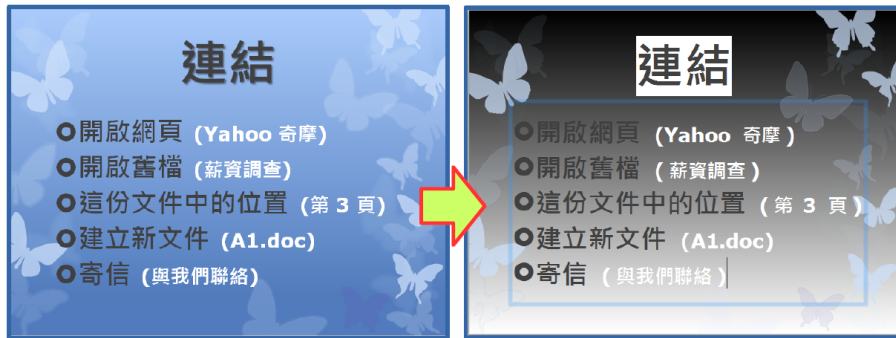 連結
開啟網頁 (Yahoo 奇摩)
開啟舊檔 (薪資調查)
這份文件中的位置 (第 3 頁)
建立新文件 (A1.doc)
寄信 (與我們聯絡)
連結
開啟網頁 (Yahoo 奇摩)
開啟舊檔 (薪資調查)
這份文件中的位置 (第 3 頁)
建立新文件 (A1.doc)
寄信 (與我們聯絡)